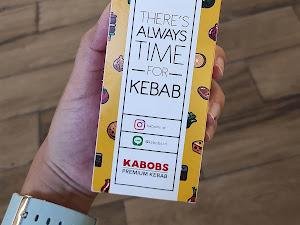 THERE'S
ALWAYS
TIME
FOR
KEBAB
KABOBS
PREMIUM KEBAB